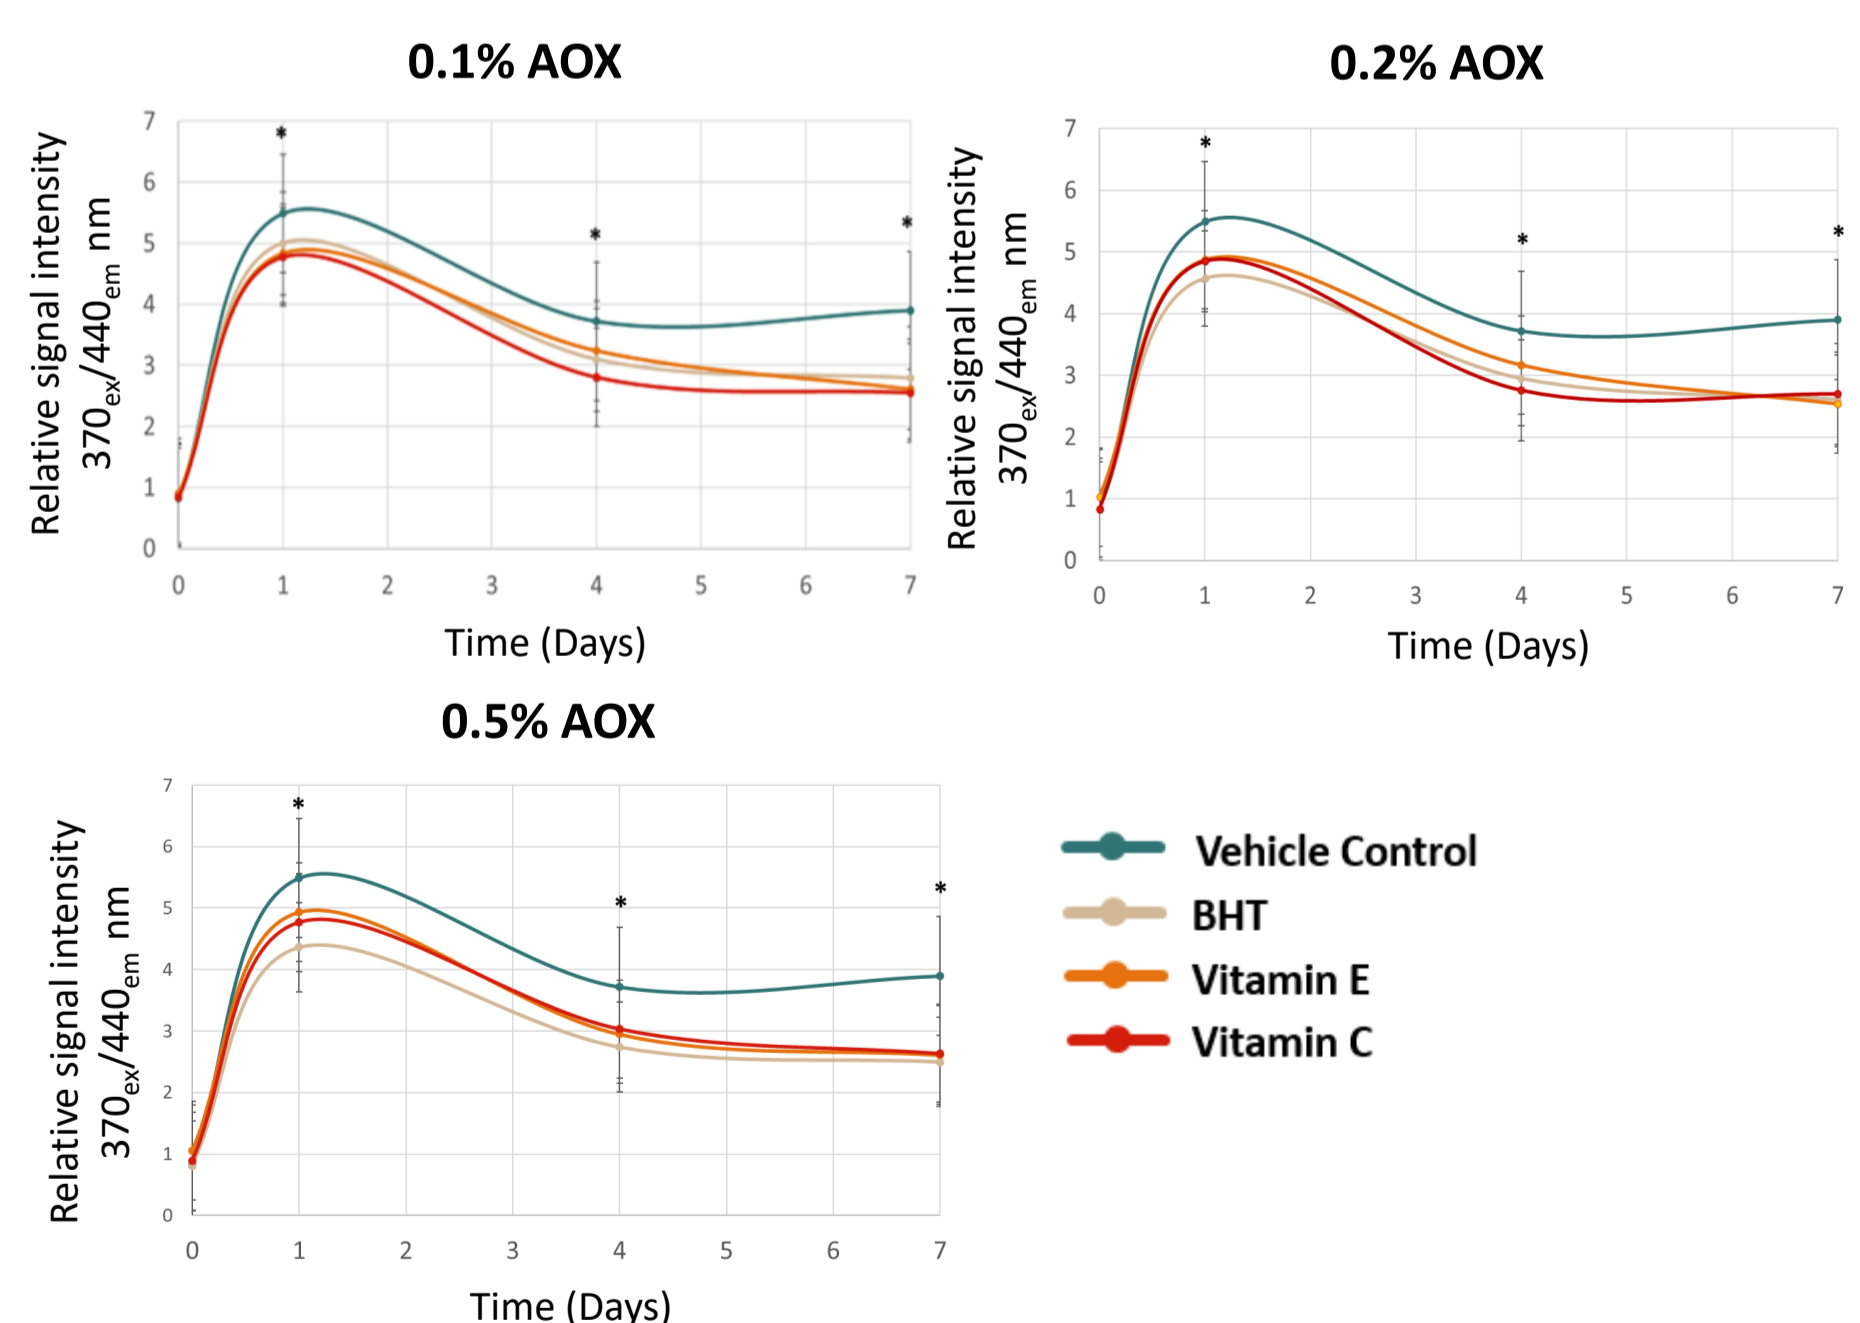 0.1% AOX
Relative signal intensity
370ex/440em nm
7
6
5
4
3
2
1
0
*
*
*
0 1 2 3 4 5 6 7
Time (Days)
0.2% AOX
Relative signal intensity
370ex/440em nm
7
6
5
4
3
2
1
0
*
*
*
0 1 2 3 4 5 6 7
Time (Days)
0.5% AOX
Relative signal intensity
370ex/440em nm
7
6
5
4
3
2
1
0
*
*
*
0 1 2 3 4 5 6 7
Time (Days)
Vehicle Control
BHT
Vitamin E
Vitamin C